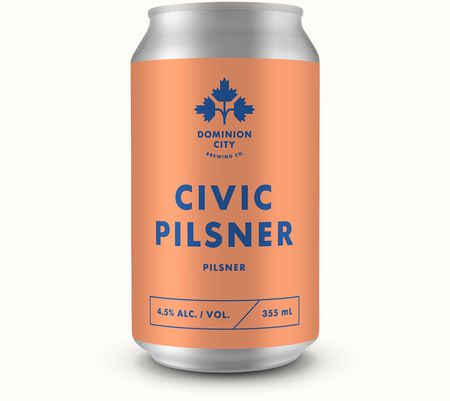 DOMINION
CITY
BREWING CO.
CIVIC
PILSNER
PILSNER
4.5% ALC. / VOL.
355 mL